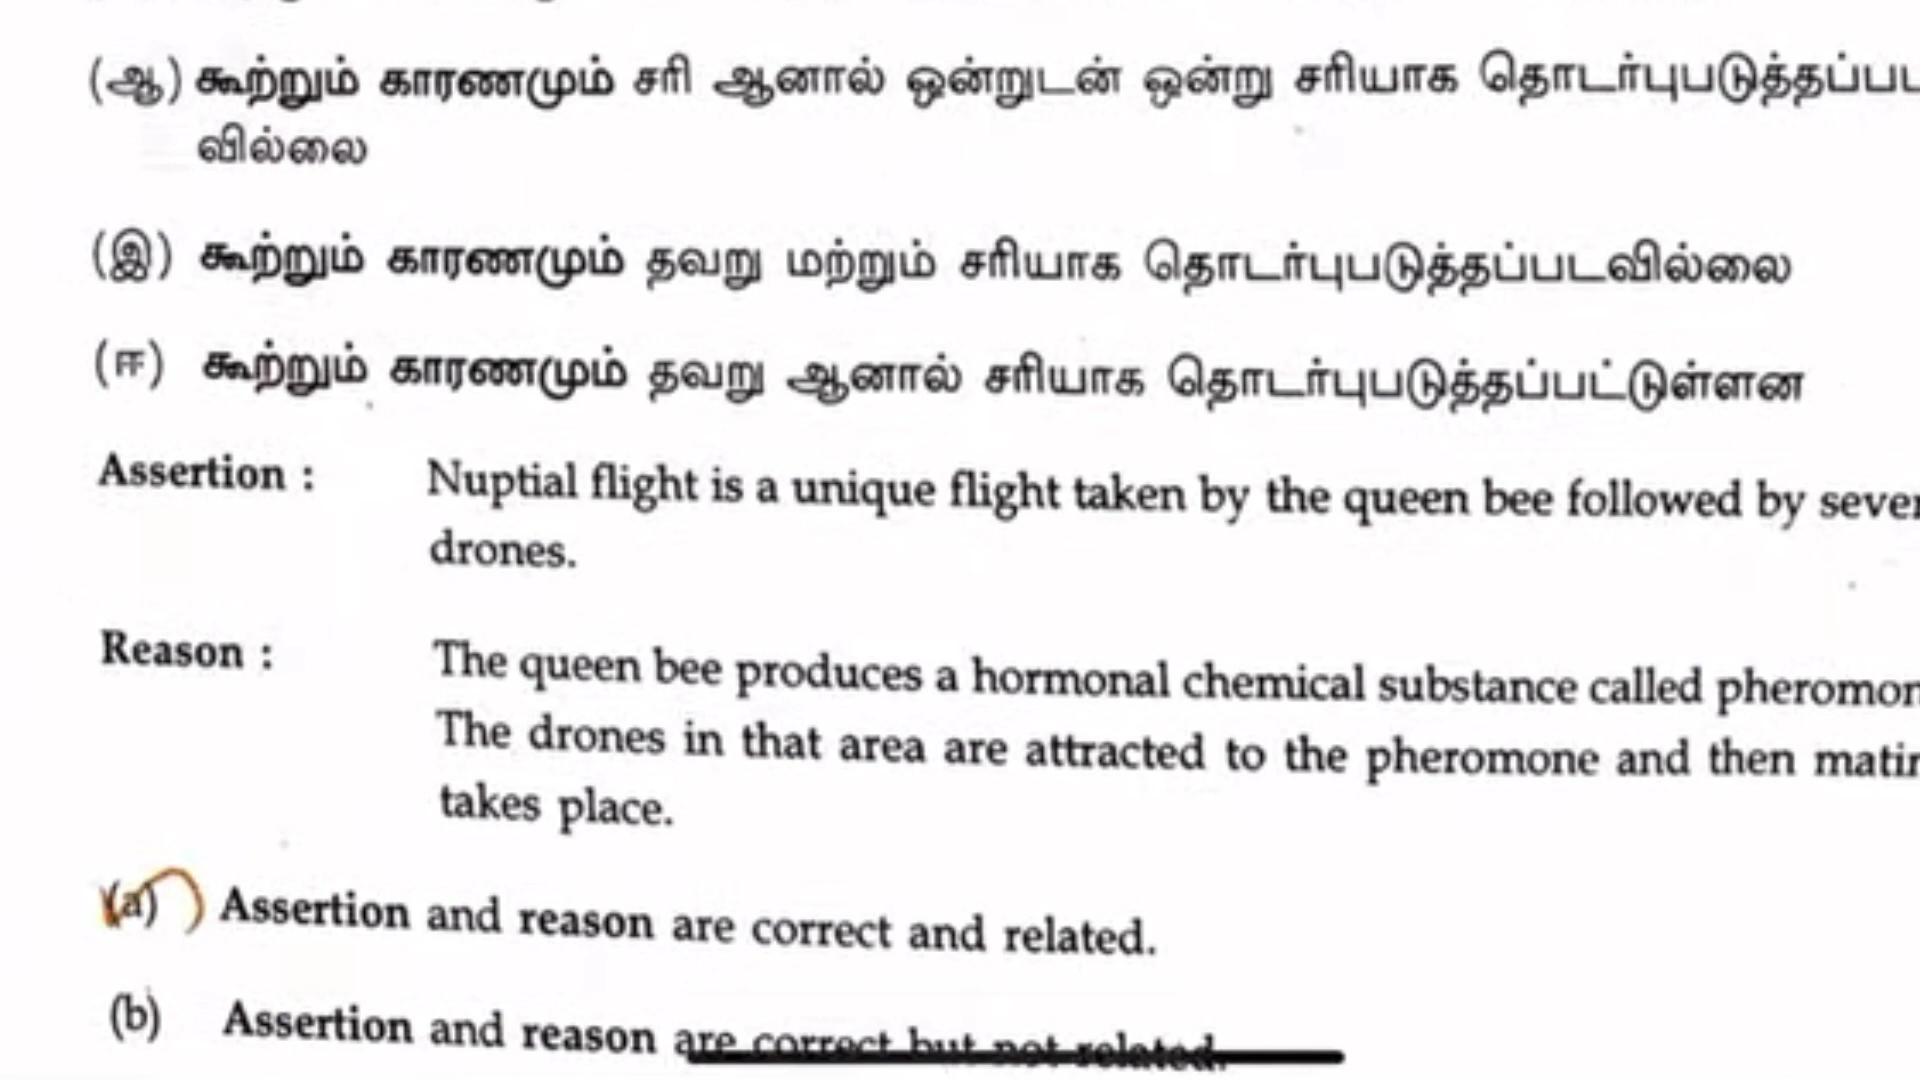 (ஆ) கூற்றும் காரணமும் சரி ஆனால் ஒன்றுடன் ஒன்று சரியாக தொடர்புபடுத்தப்பட
வில்லை
(இ) கூற்றும் காரணமும் தவறு மற்றும் சரியாக தொடர்புபடுத்தப்படவில்லை
(ஈ) கூற்றும் காரணமும் தவறு ஆனால் சரியாக தொடர்புபடுத்தப்பட்டுள்ளன
Assertion : Nuptial flight is a unique flight taken by the queen bee followed by
drones.
Reason : The queen bee produces a hormonal chemical substance called
The drones in that area are attracted to the pheromone and then
takes place.
(a) Assertion and reason are correct and related.
(b) Assertion and reason are correct but not related.